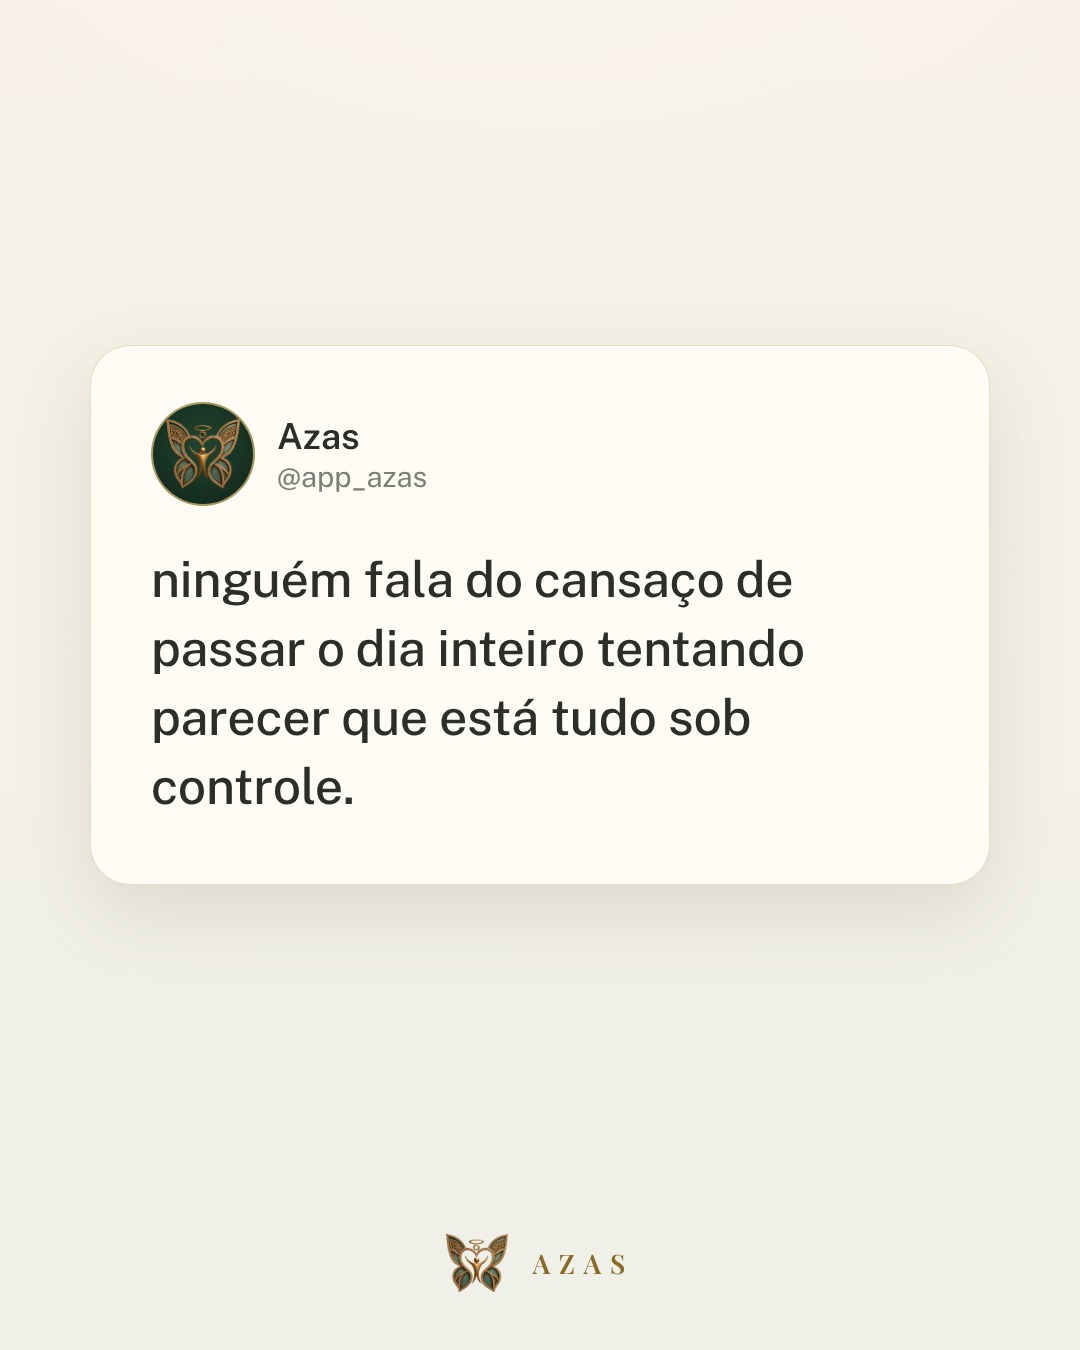 Azas
@app_azas
ninguém fala do cansaço de
passar o dia inteiro tentando
parecer que está tudo sob
controle.
AZAS